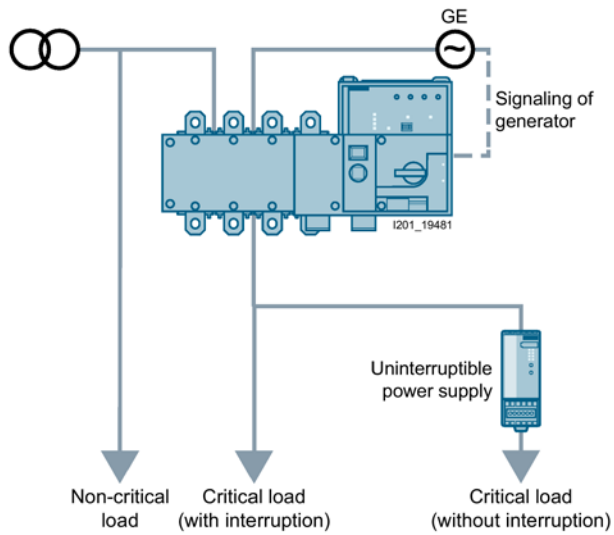 GE
Signaling of
generator
I201_19481
Uninterruptible
power supply
Non-critical
load
Critical load
(with interruption)
Critical load
(without interruption)